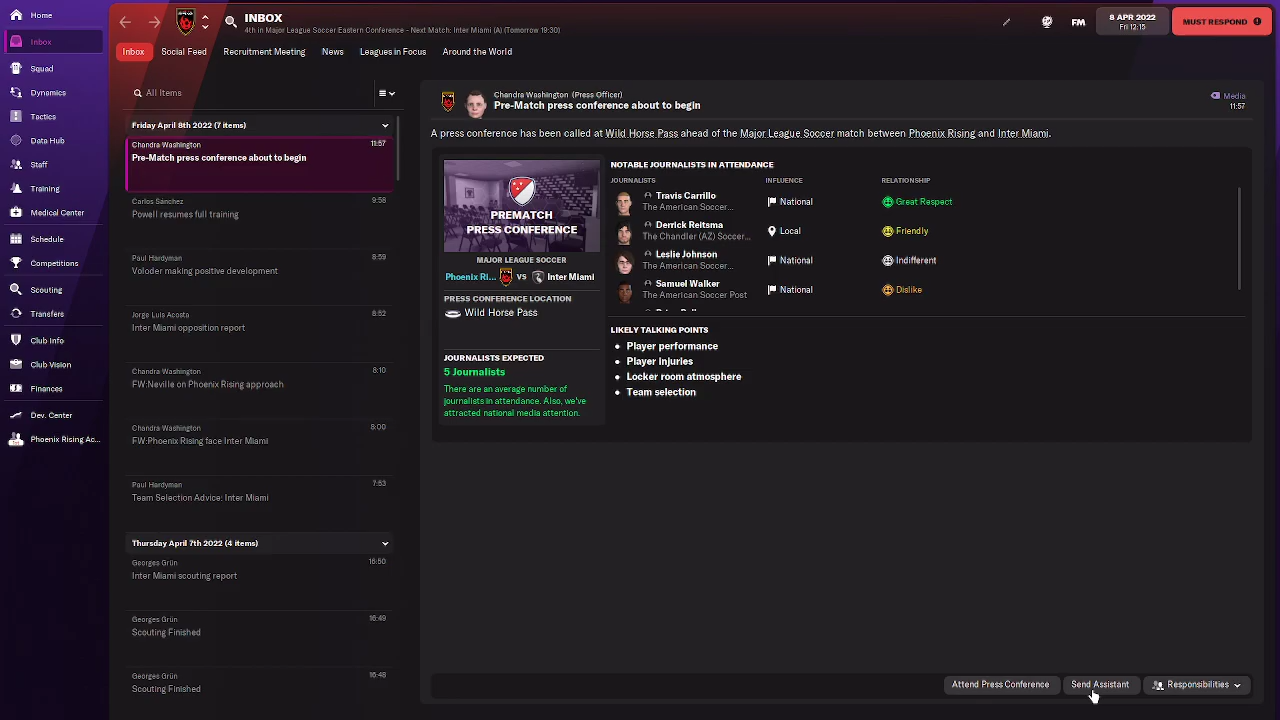 Home
Inbox
Squad
Dynamics
Tactics
Data Hub
Staff
Training
Medical Center
Schedule
Competitions
Scouting
Transfers
Club Info
Club Vision
Finances
Dev. Center
Phoenix Rising Ac...
INBOX
4th in Major League Soccer Eastern Conference - Next Match: Inter Miami (A) (Tomorrow 19:30)
FM
8 APR 2022
Fri 12:15
MUST RESPOND
Inbox Social Feed Recruitment Meeting News Leagues in Focus Around the World
All Items
Friday April 8th 2022 (7 items)
Chandra Washington 11:57
Pre-Match press conference about to begin
Carlos Sánchez 9:58
Powell resumes full training
Paul Hardyman 8:59
Voloder making positive development
Jorge Luis Acosta 8:52
Inter Miami opposition report
Chandra Washington 8:10
FW:Neville on Phoenix Rising approach
Chandra Washington 8:00
FW:Phoenix Rising face Inter Miami
Paul Hardyman 7:53
Team Selection Advice: Inter Miami
Thursday April 7th 2022 (4 items)
Georges Grün 16:50
Inter Miami scouting report
Georges Grün 16:49
Scouting Finished
Georges Grün 16:48
Scouting Finished
Chandra Washington (Press Officer)
Pre-Match press conference about to begin
Media
11:57
A press conference has been called at Wild Horse Pass ahead of the Major League Soccer match between Phoenix Rising and Inter Miami.
PREMATCH
PRESS CONFERENCE
MAJOR LEAGUE SOCCER
Phoenix Ri... VS Inter Miami
PRESS CONFERENCE LOCATION
Wild Horse Pass
JOURNALISTS EXPECTED
5 Journalists
There are an average number of
journalists in attendance. Also, we've
attracted national media attention.
NOTABLE JOURNALISTS IN ATTENDANCE
JOURNALISTS INFLUENCE RELATIONSHIP
Travis Carrillo
The American Soccer...
National
Great Respect
Derrick Reitsma
The Chandler (AZ) Soccer...
Local
Friendly
Leslie Johnson
The American Soccer...
National
Indifferent
Samuel Walker
The American Soccer Post
National
Dislike
LIKELY TALKING POINTS
Player performance
Player injuries
Locker room atmosphere
Team selection
Attend Press Conference Send Assistant Responsibilities